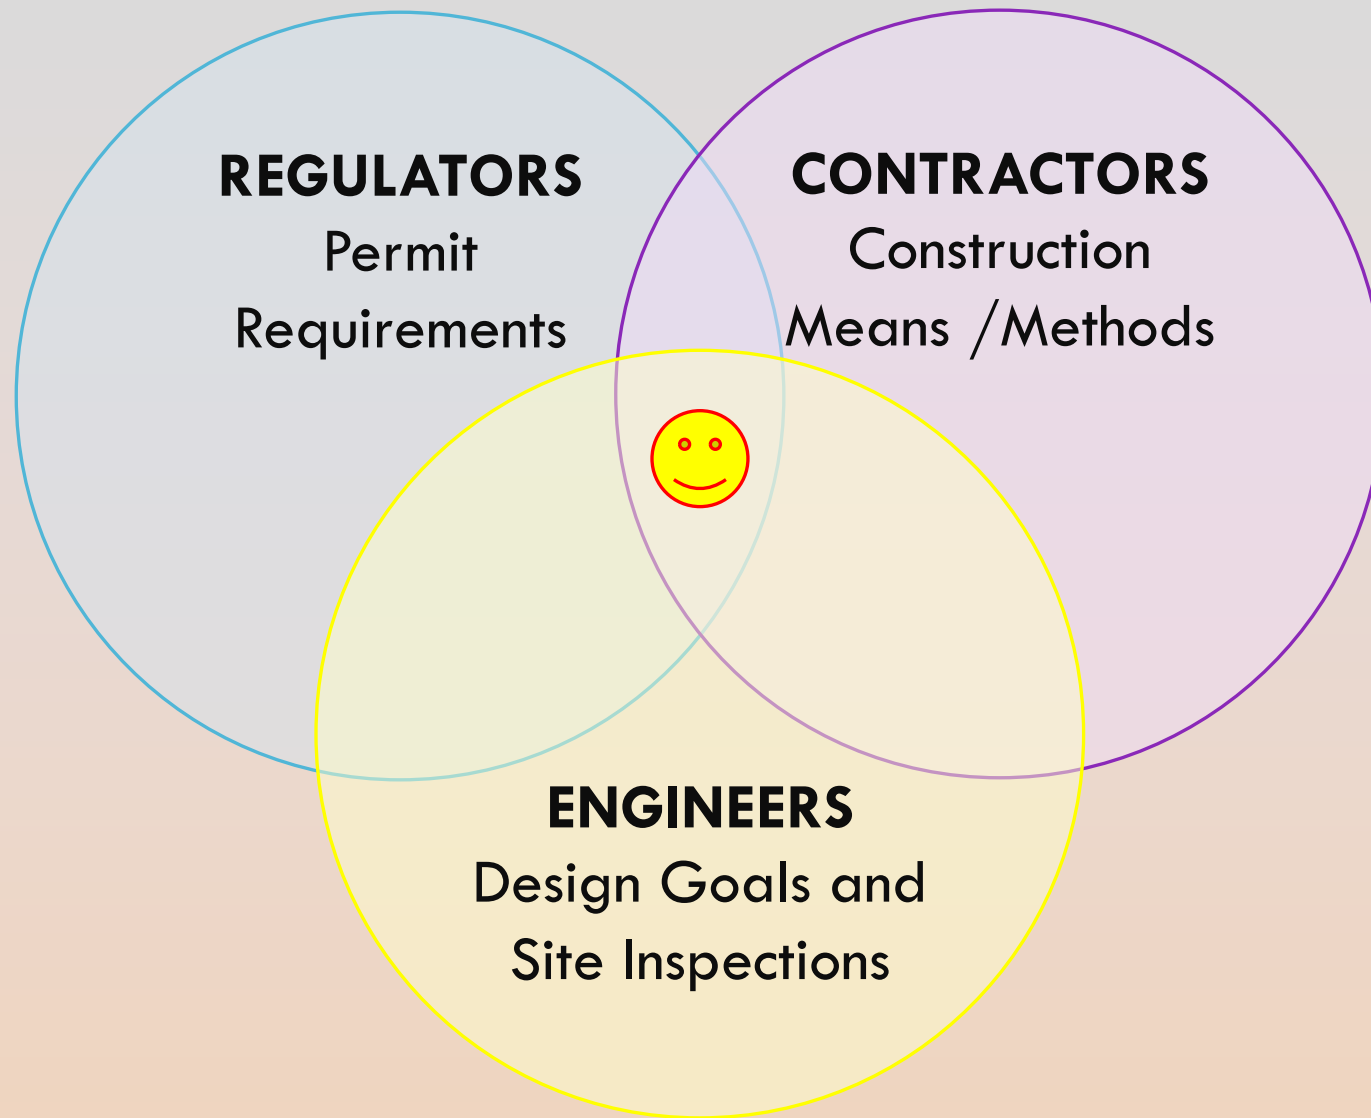 REGULATORS
Permit
Requirements
CONTRACTORS
Construction
Means /Methods
ENGINEERS
Design Goals and
Site Inspections